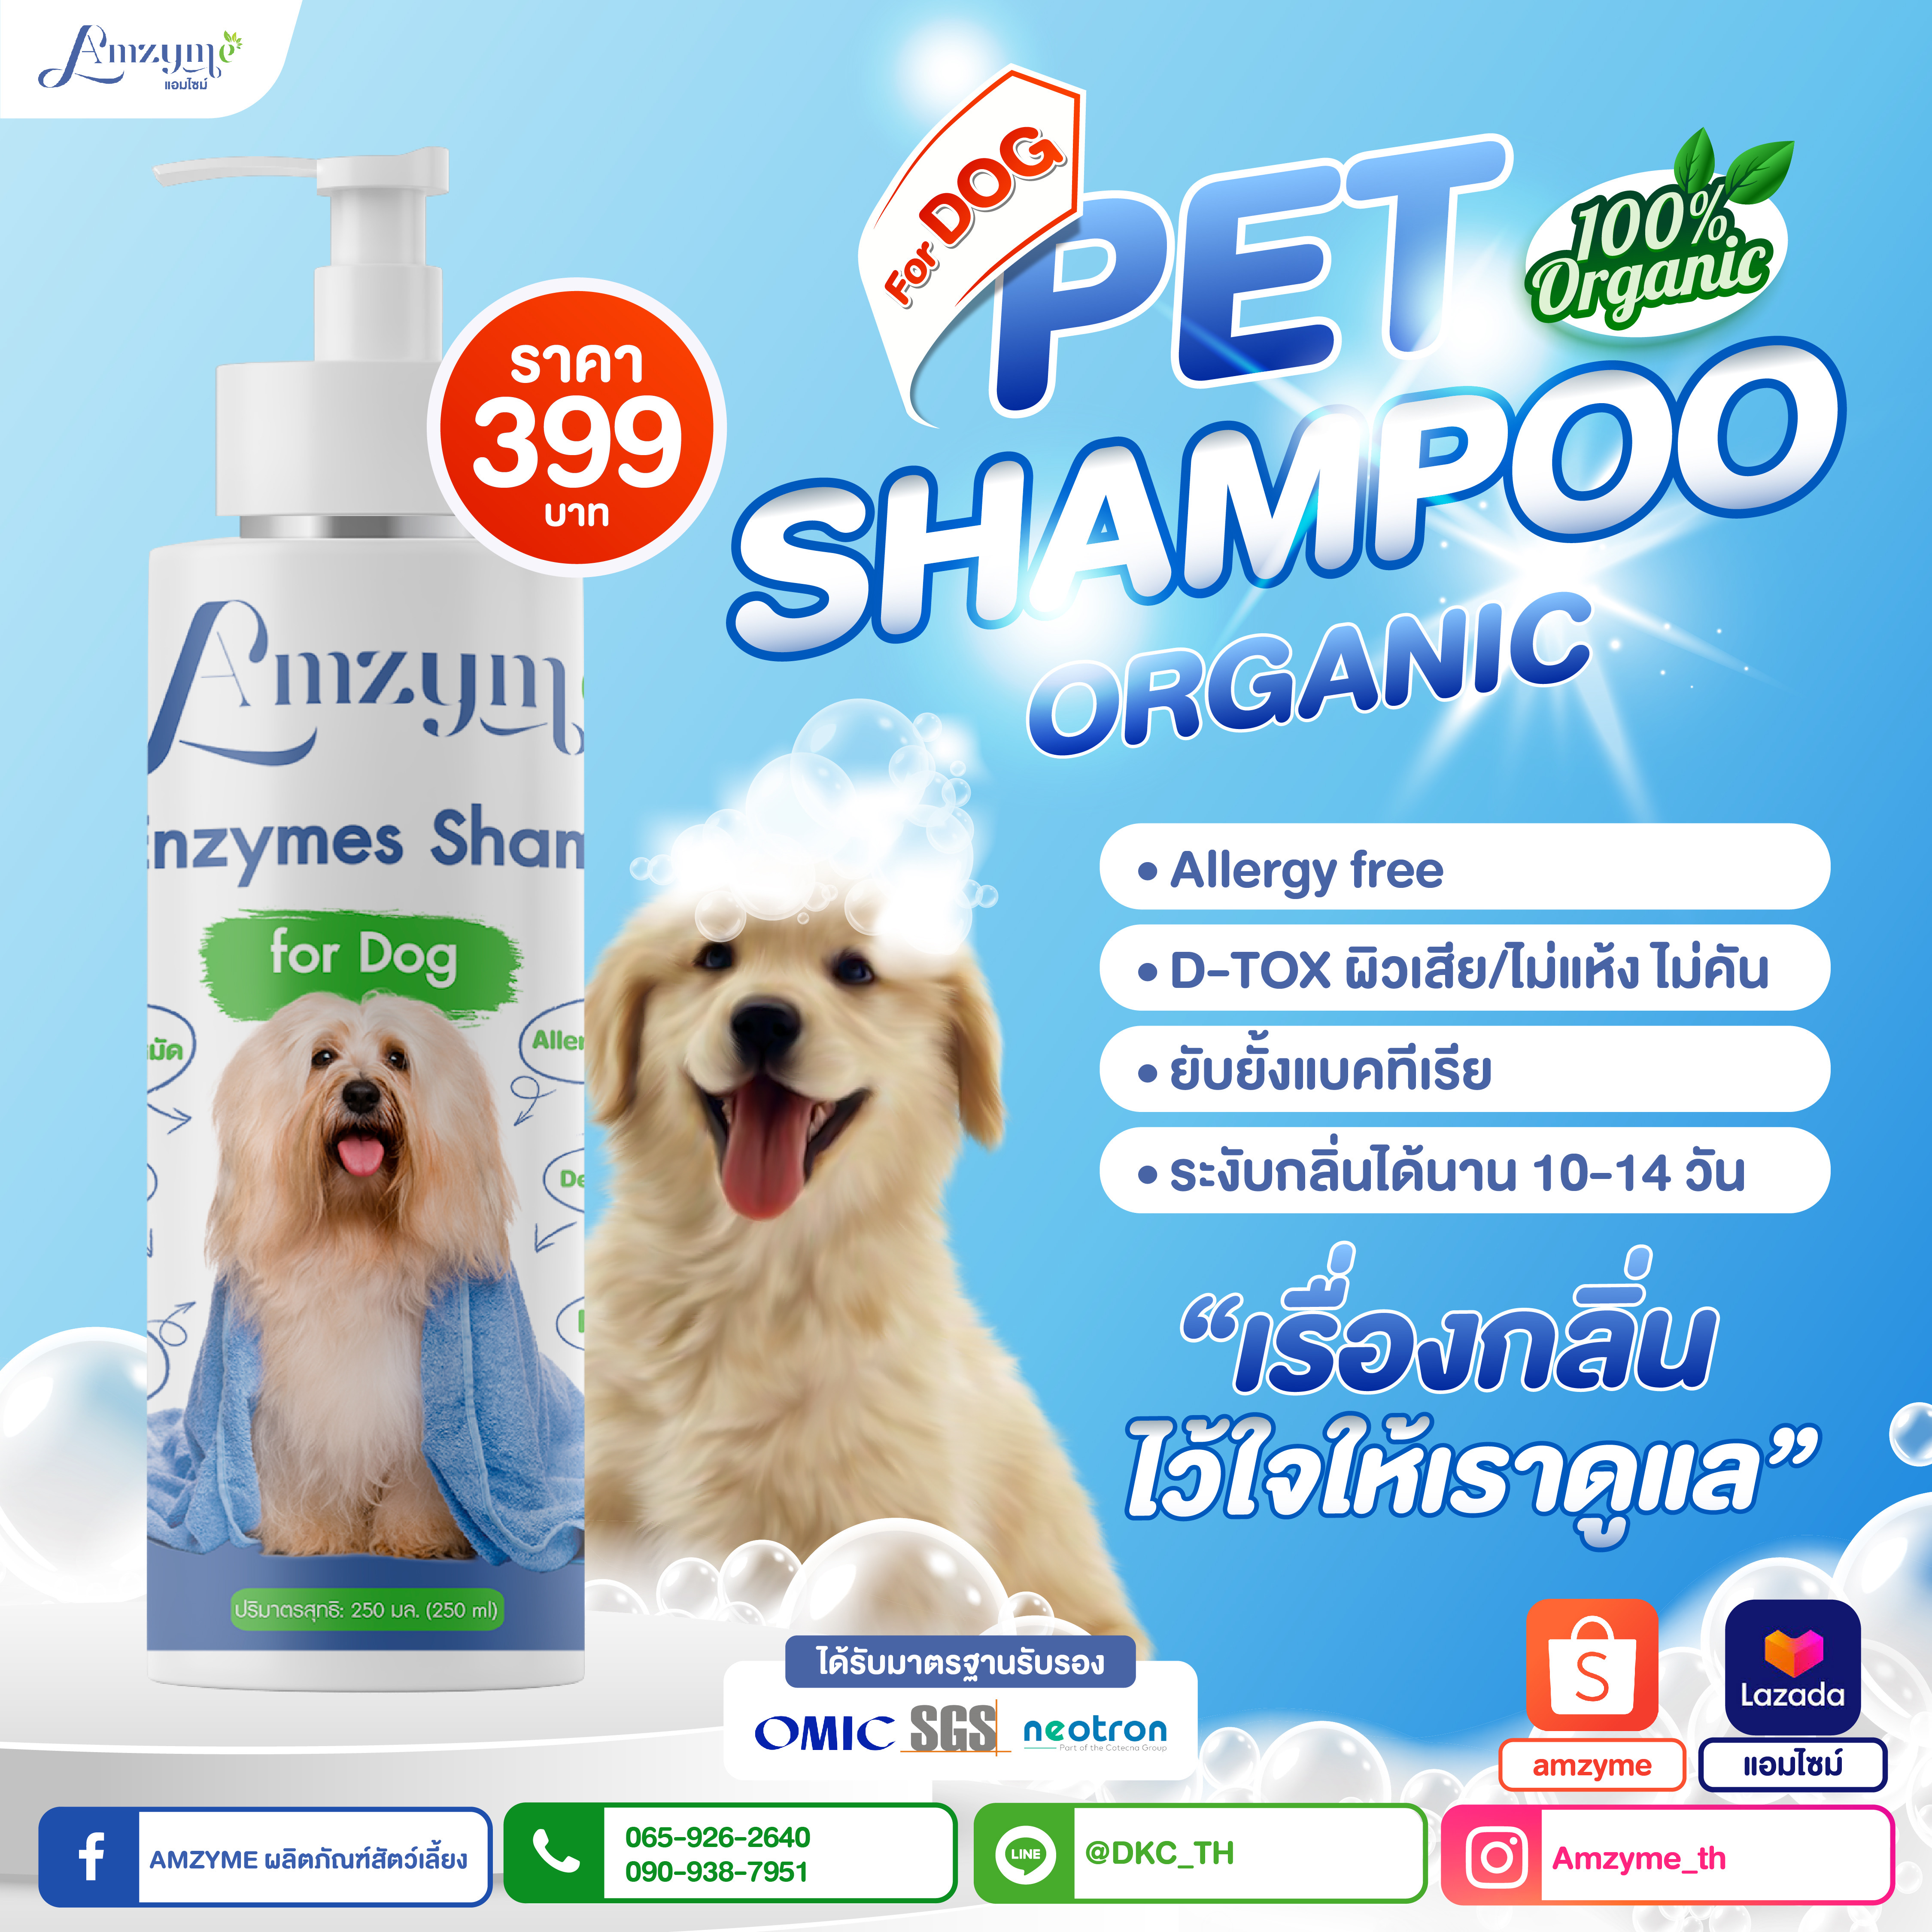 Amzyme
แอมไซม์
ราคา
399
บาท
For DOG
PET
100%
Organic
SHAMPOO
ORGANIC
Amzym
nzymes Sham
for Dog
มัด
Aller
De
ปริมาตรสุทธิ: 250 มล. (250 ml)
• Allergy free
• D-TOX ผิวเสีย/ไม่แห้ง ไม่คัน
• ยับยั้งแบคทีเรีย
• ระงับกลิ่นได้นาน 10-14 วัน
“เรื่องกลิ่น
ไว้ใจให้เราดูแล”
ได้รับมาตรฐานรับรอง
OMIC SGS neotron
Part of the Cotecna Group
S
Lazada
amzyme
แอมไซม์
f
AMZYME ผลิตภัณฑ์สัตว์เลี้ยง
065-926-2640
090-938-7951
LINE
@DKC_TH
Amzyme_th